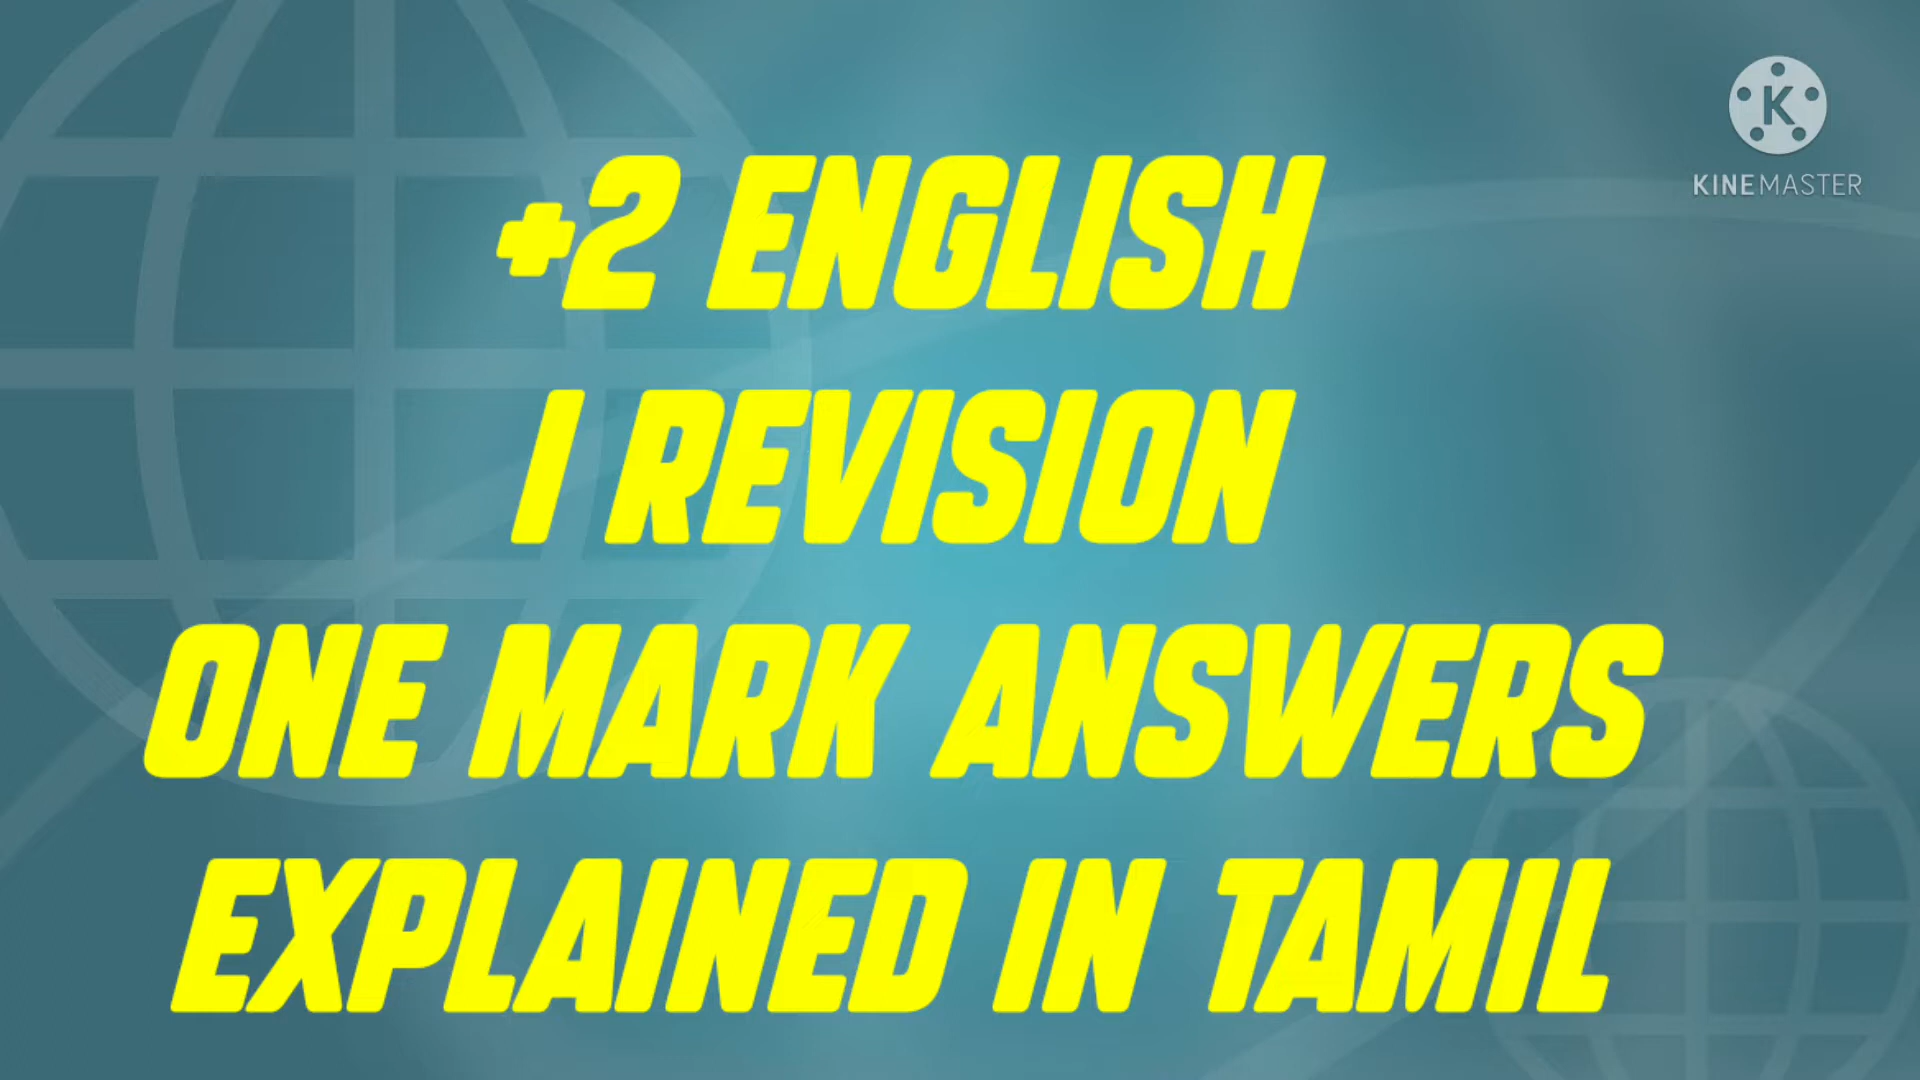 KINEMASTER
+2 ENGLISH
I REVISION
ONE MARK ANSWERS
EXPLAINED IN TAMIL